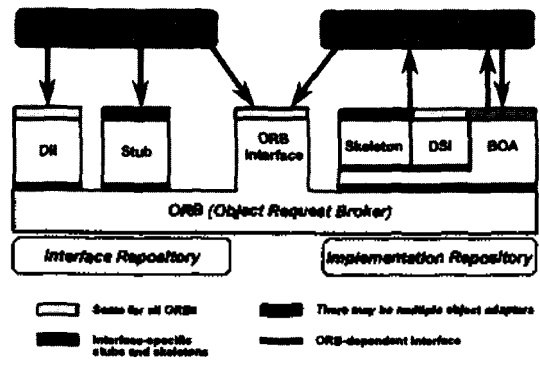 DII
Stub
ORB
Interface
Skeleton
DSI
BOA
ORB (Object Request Broker)
Interface Repository
Implementation Repository
Same for all ORBs
There may be multiple object adapters
Interface-specific
stubs and skeletons
ORB-dependent interface